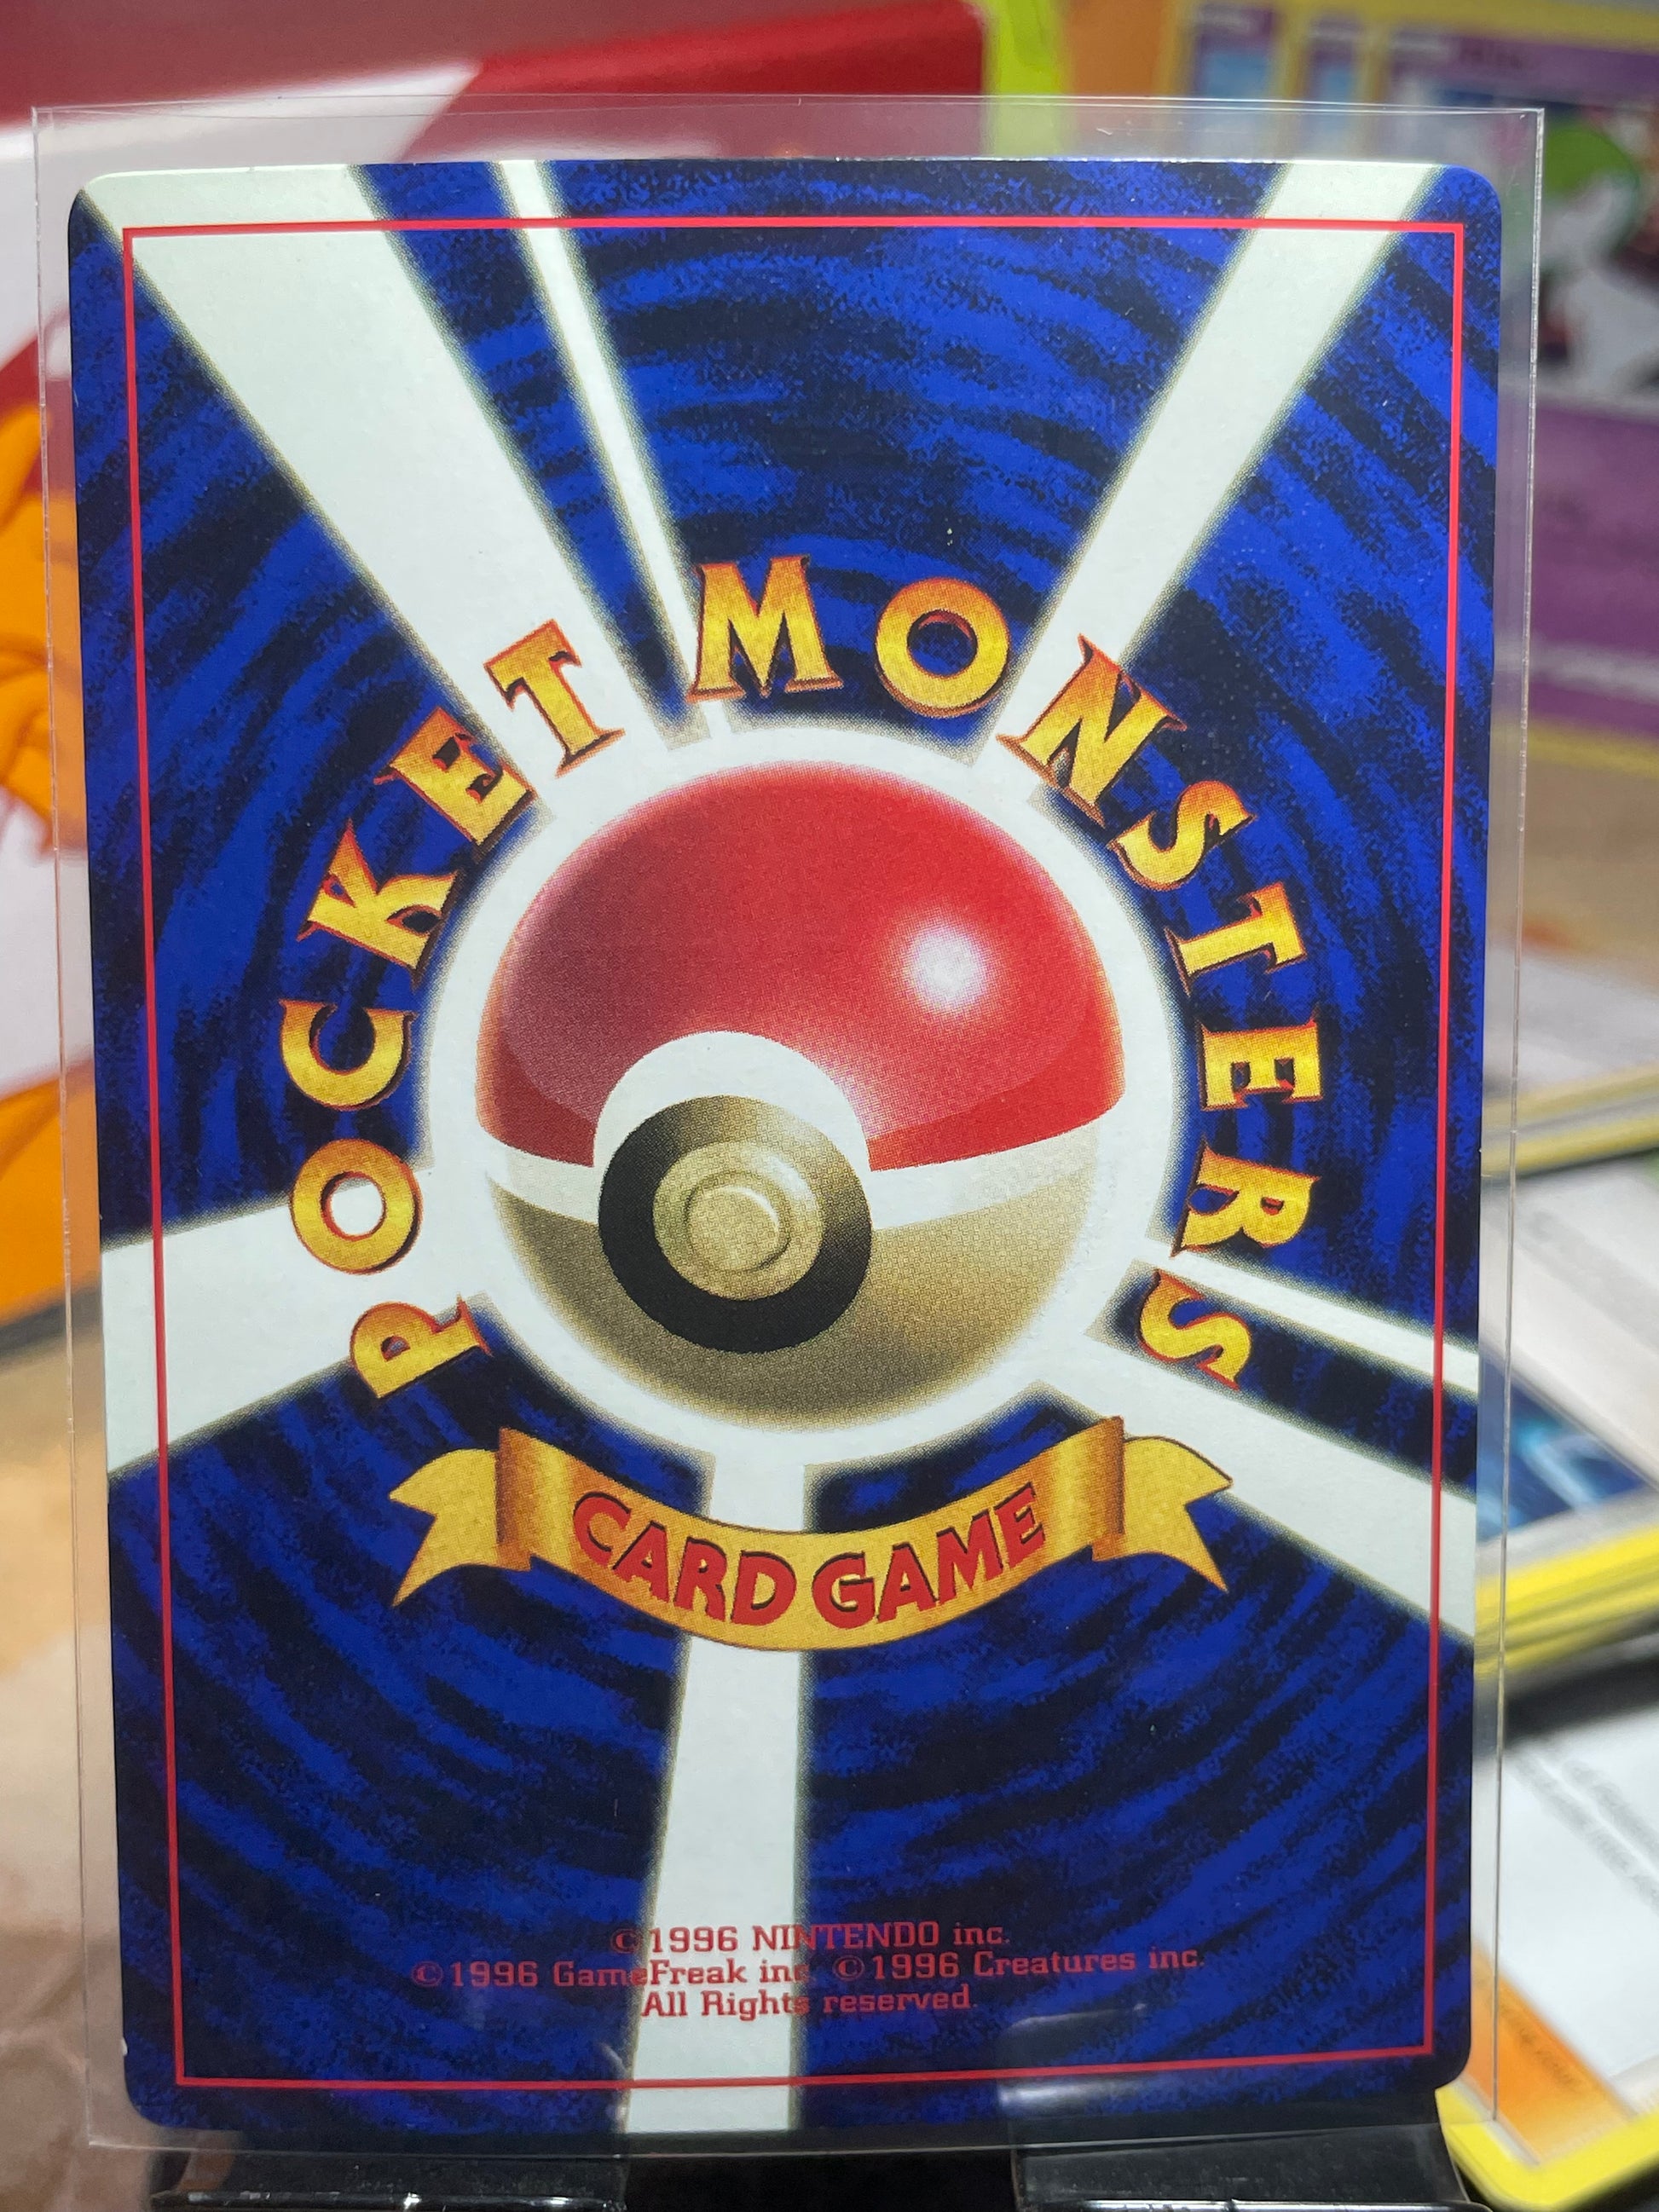 POCKET MONSTERS
CARD GAME
©1996 NINTENDO inc.
©1996 GameFreak inc. ©1996 Creatures inc.
All Rights reserved.